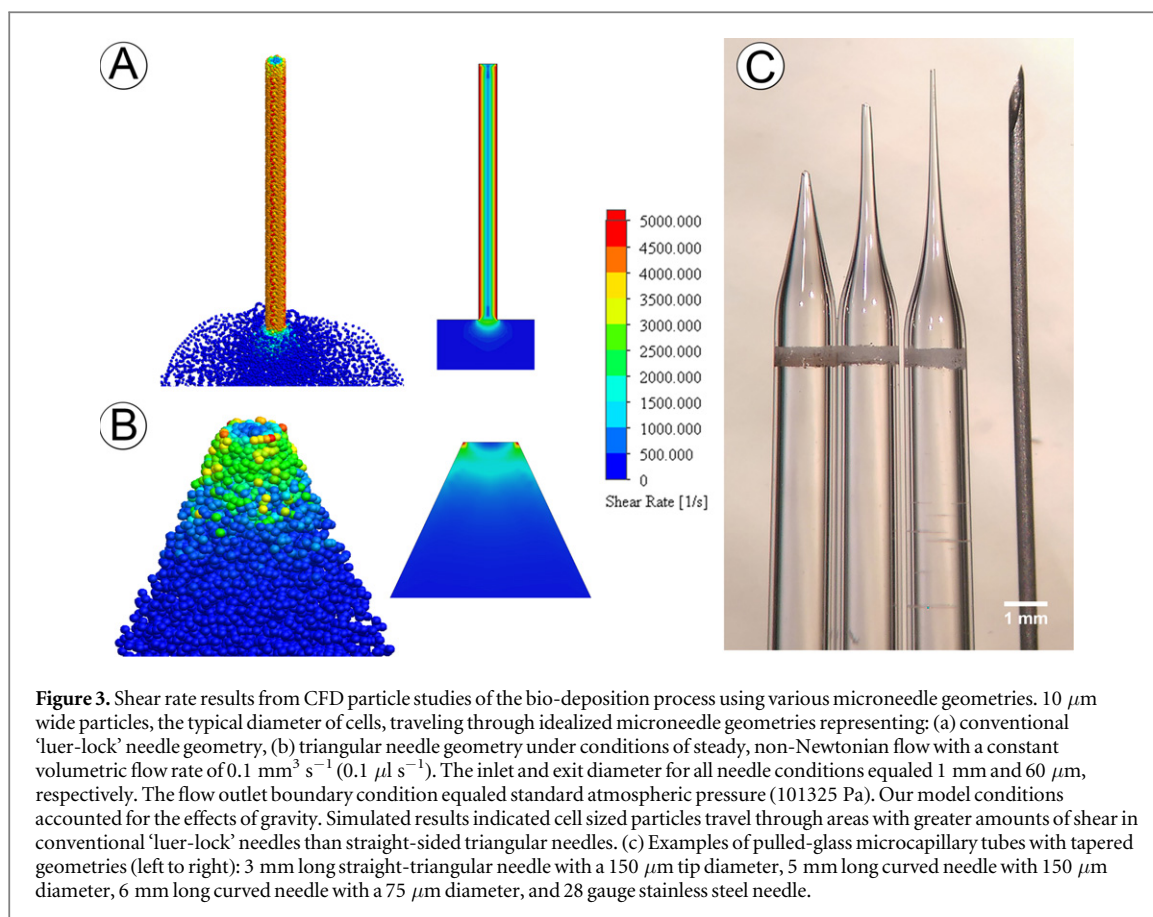 A
C
5000.000
4500.000
4000.000
3500.000
3000.000
2500.000
2000.000
1500.000
1000.000
500.000
0
Shear Rate [1/s]
B
1 mm
Figure 3. Shear rate results from CFD particle studies of the bio-deposition process using various microneedle geometries. 10 μm
wide particles, the typical diameter of cells, traveling through idealized microneedle geometries representing: (a) conventional
‘luer-lock’ needle geometry, (b) triangular needle geometry under conditions of steady, non-Newtonian flow with a constant
volumetric flow rate of 0.1 mm³ s⁻¹ (0.1 μl s⁻¹). The inlet and exit diameter for all needle conditions equaled 1 mm and 60 μm,
respectively. The flow outlet boundary condition equaled standard atmospheric pressure (101325 Pa). Our model conditions
accounted for the effects of gravity. Simulated results indicated cell sized particles travel through areas with greater amounts of shear in
conventional ‘luer-lock’ needles than straight-sided triangular needles. (c) Examples of pulled-glass microcapillary tubes with tapered
geometries (left to right): 3 mm long straight-triangular needle with a 150 μm tip diameter, 5 mm long curved needle with 150 μm
diameter, 6 mm long curved needle with a 75 μm diameter, and 28 gauge stainless steel needle.